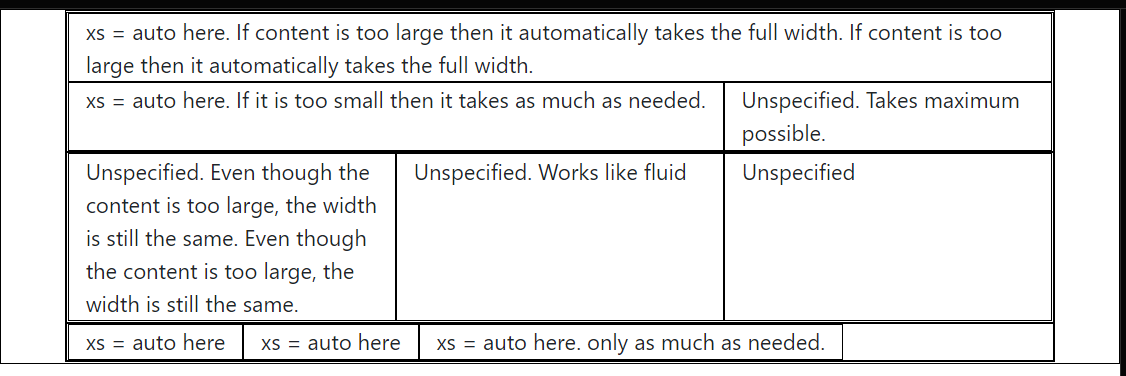 xs = auto here. If content is too large then it automatically takes the full width. If content is too
large then it automatically takes the full width.
xs = auto here. If it is too small then it takes as much as needed.
Unspecified. Takes maximum
possible.
Unspecified. Even though the
content is too large, the width
is still the same. Even though
the content is too large, the
width is still the same.
Unspecified. Works like fluid
Unspecified
xs = auto here
xs = auto here
xs = auto here. only as much as needed.